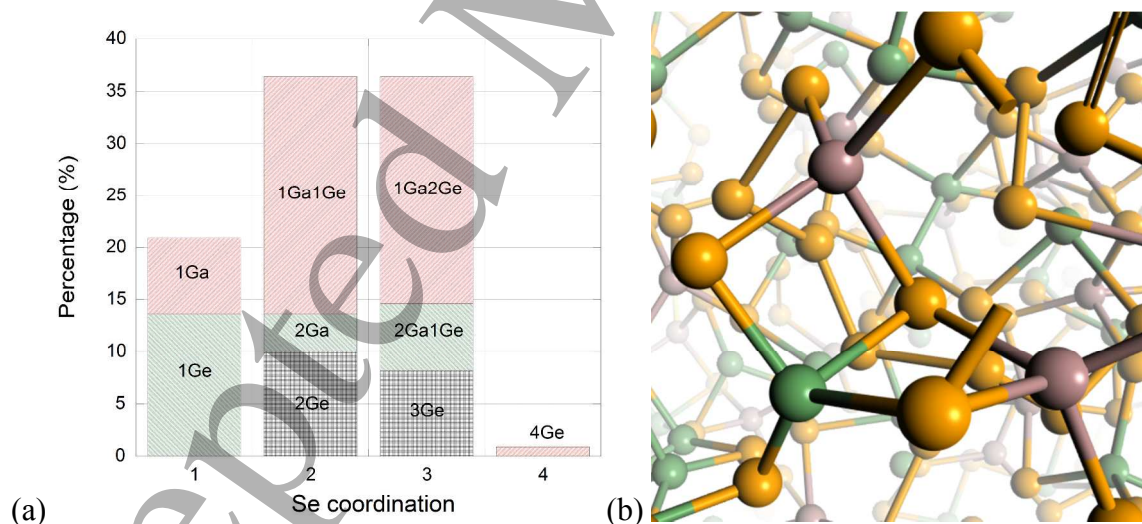 40
35
30
25
20
15
10
5
0
Percentage (%)
1Ga
1Ge
1Ga1Ge
2Ga
2Ge
1Ga2Ge
2Ga1Ge
3Ge
4Ge
1 2 3 4
Se coordination
(a)
(b)
epted M